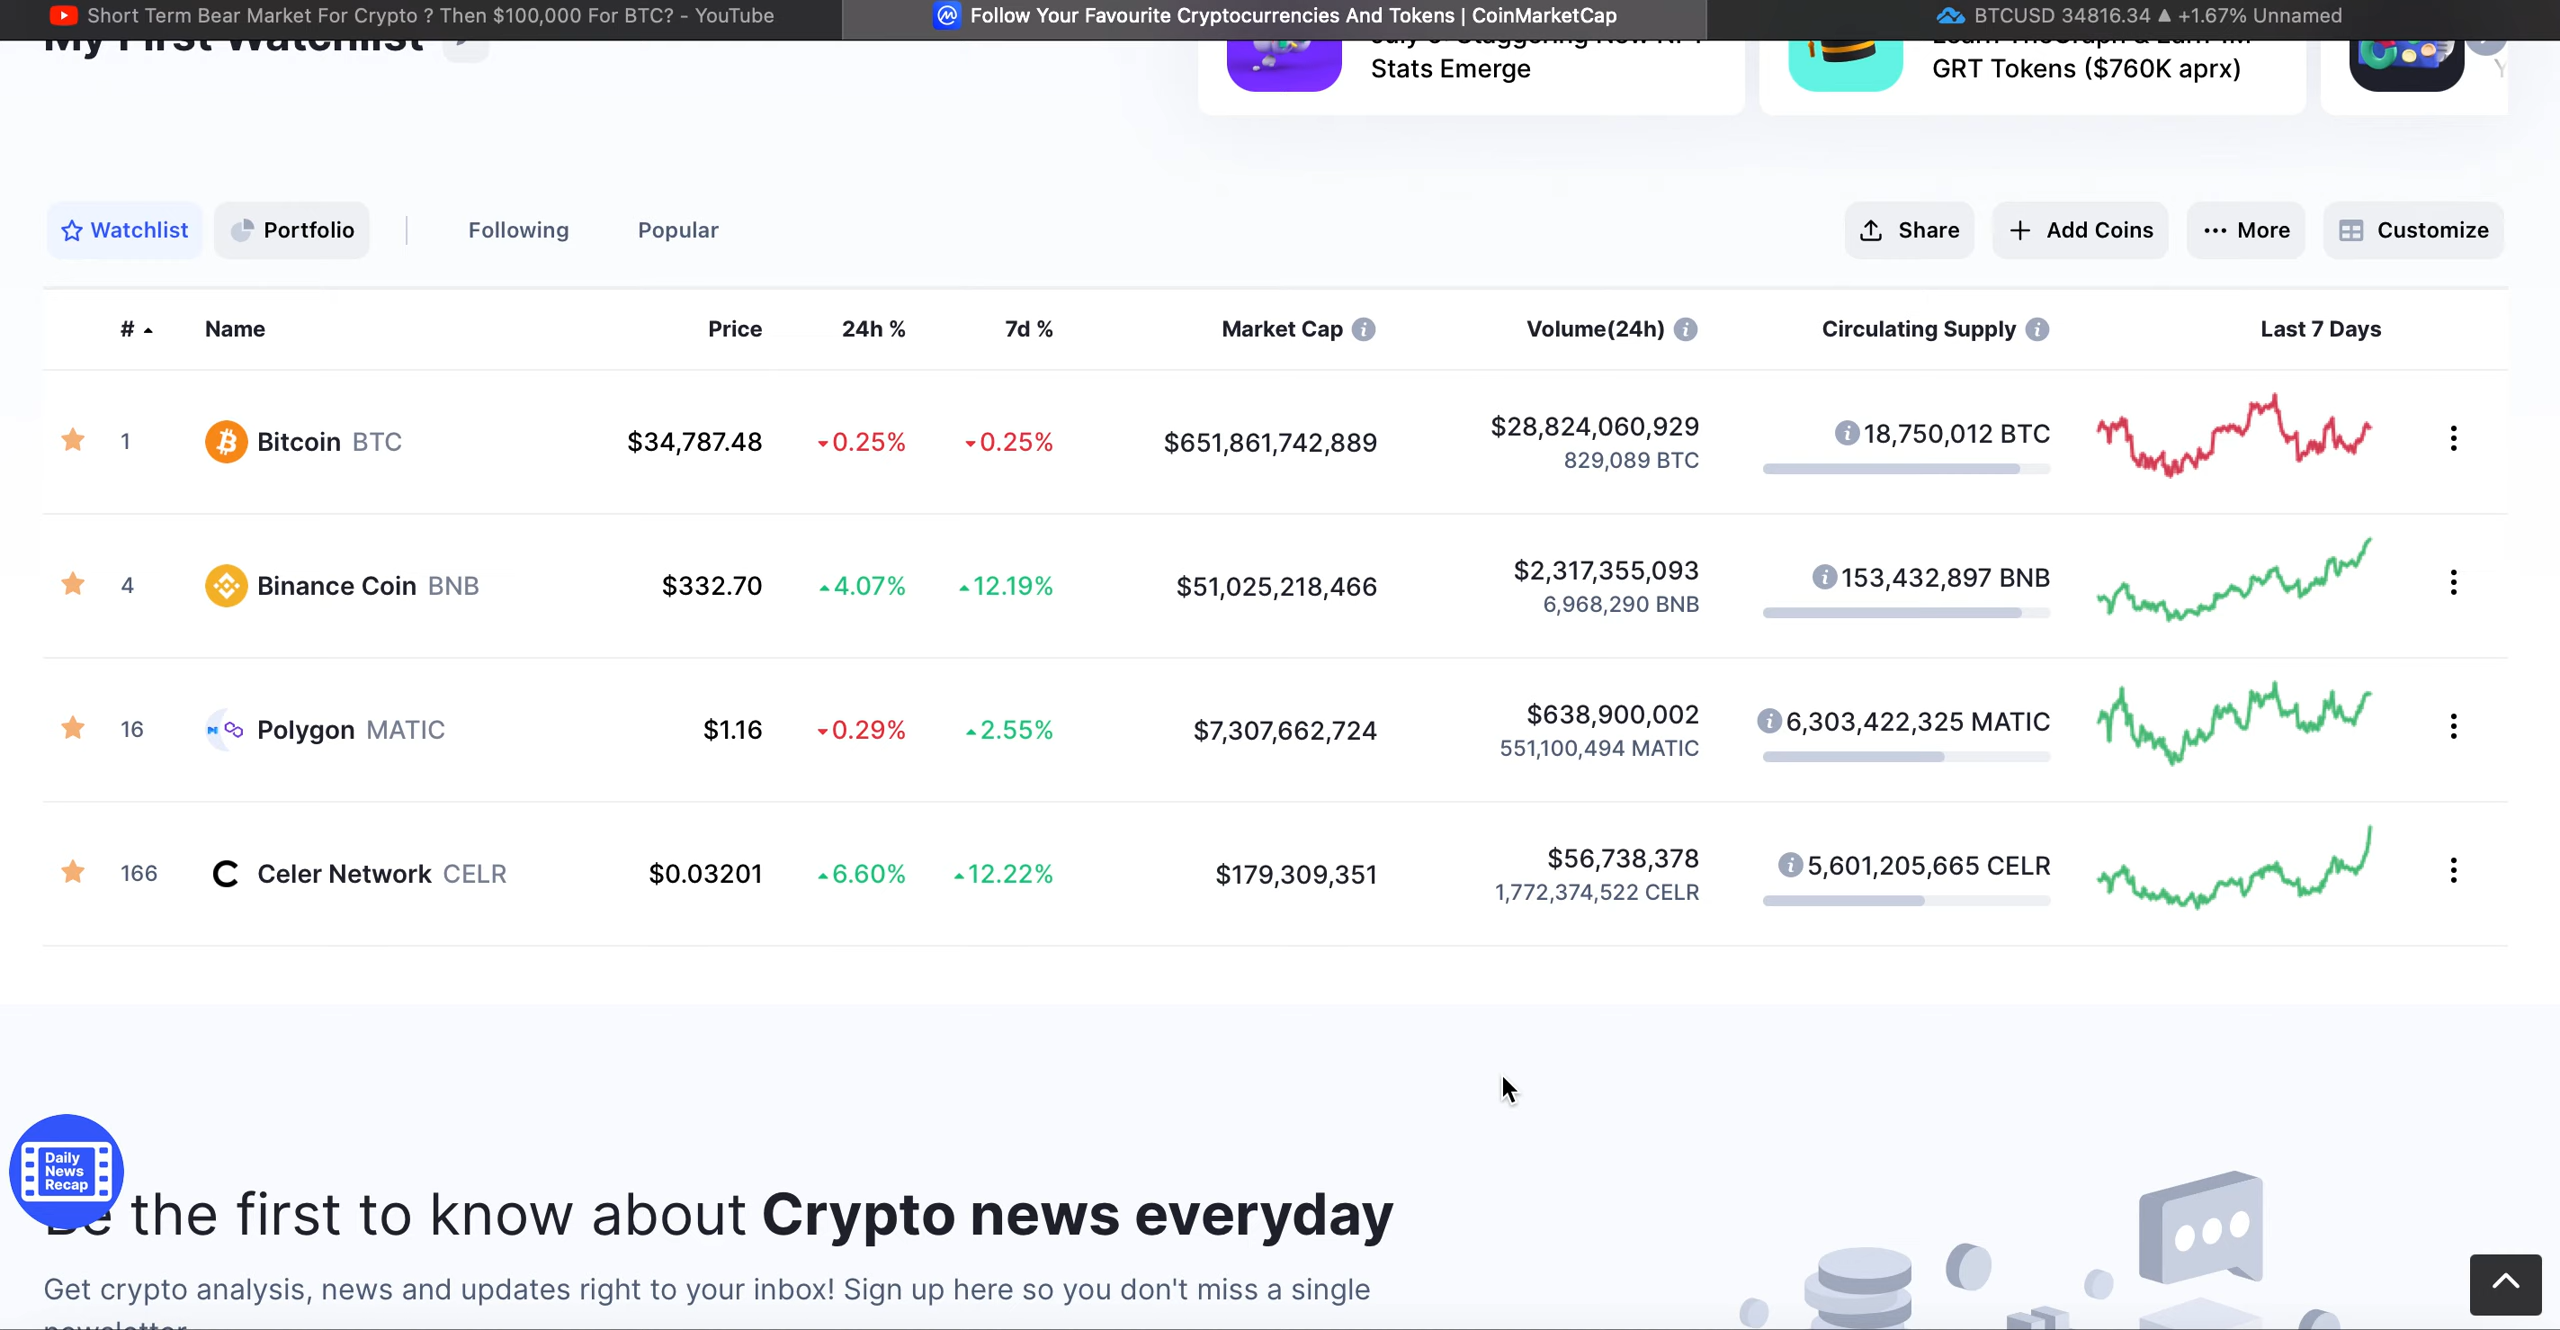 Short Term Bear Market For Crypto ? Then $100,000 For BTC? - YouTube
Follow Your Favourite Cryptocurrencies And Tokens | CoinMarketCap
BTCUSD 34816.34 ▲ +1.67% Unnamed
My First Watchlist
Stats Emerge
GRT Tokens ($760K aprx)
Watchlist
Portfolio
Following
Popular
Share
Add Coins
More
Customize
# Name Price 24h % 7d % Market Cap Volume(24h) Circulating Supply Last 7 Days
1 Bitcoin BTC $34,787.48 0.25% 0.25% $651,861,742,889 $28,824,060,929 18,750,012 BTC
829,089 BTC
4 Binance Coin BNB $332.70 4.07% 12.19% $51,025,218,466 $2,317,355,093 153,432,897 BNB
6,968,290 BNB
16 Polygon MATIC $1.16 0.29% 2.55% $7,307,662,724 $638,900,002 6,303,422,325 MATIC
551,100,494 MATIC
166 Celer Network CELR $0.03201 6.60% 12.22% $179,309,351 $56,738,378 5,601,205,665 CELR
1,772,374,522 CELR
Daily
News
Recap
Be the first to know about Crypto news everyday
Get crypto analysis, news and updates right to your inbox! Sign up here so you don't miss a single